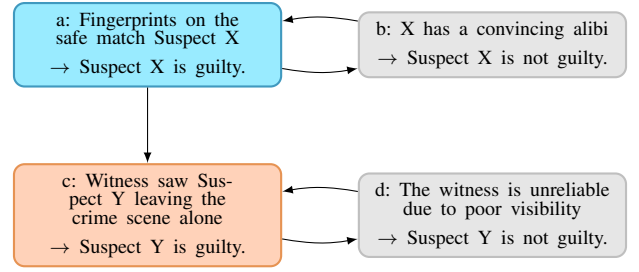 a: Fingerprints on the
safe match Suspect X
→ Suspect X is guilty.
b: X has a convincing alibi
→ Suspect X is not guilty.
c: Witness saw Sus-
pect Y leaving the
crime scene alone
→ Suspect Y is guilty.
d: The witness is unreliable
due to poor visibility
→ Suspect Y is not guilty.